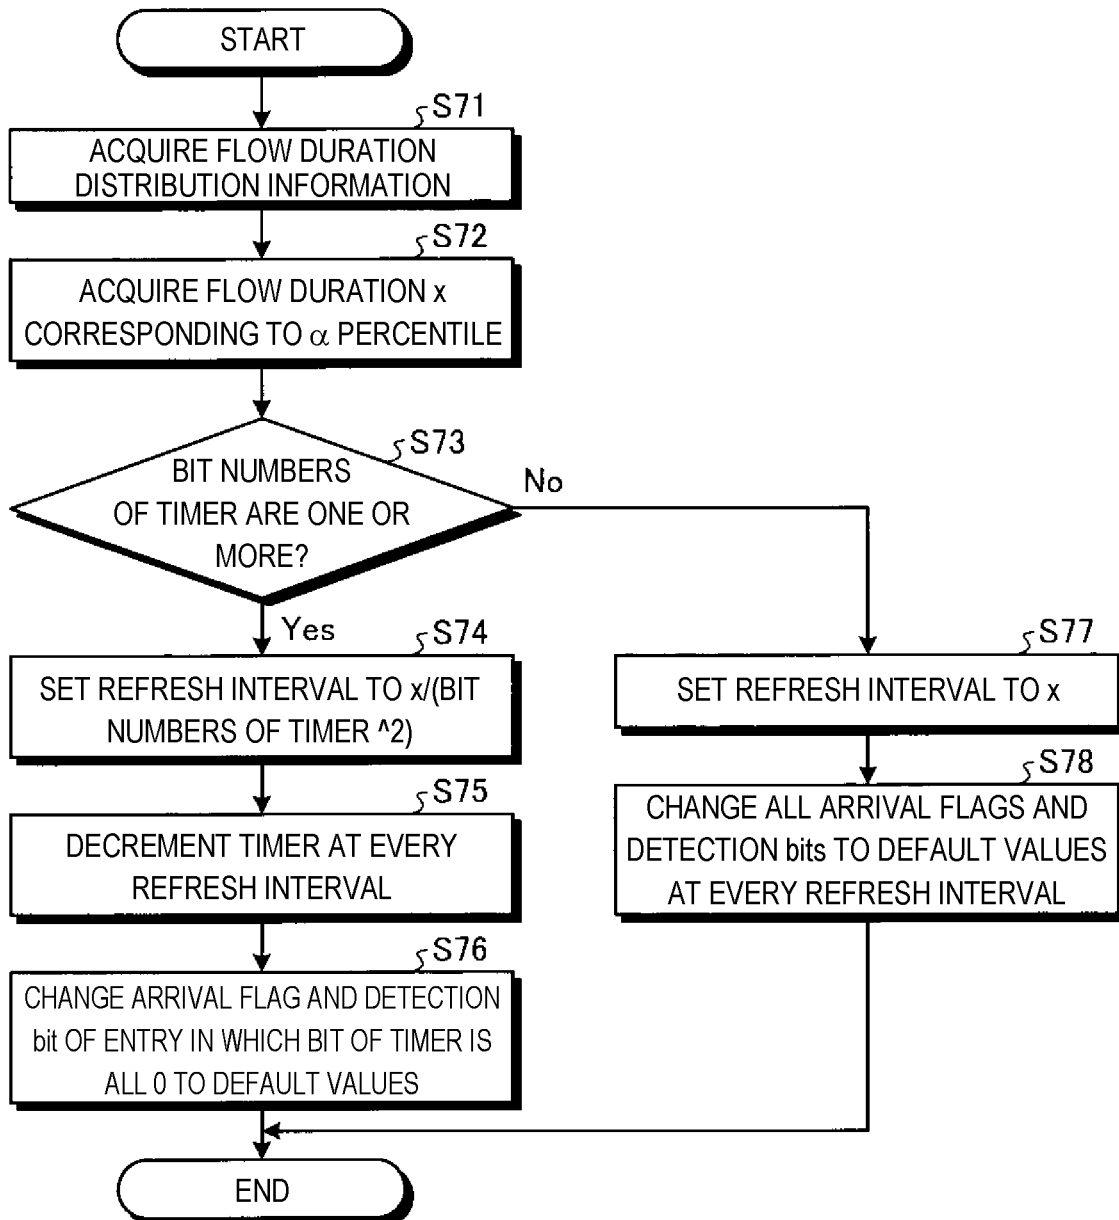 START
S71
ACQUIRE FLOW DURATION
DISTRIBUTION INFORMATION
S72
ACQUIRE FLOW DURATION x
CORRESPONDING TO α PERCENTILE
S73
BIT NUMBERS
OF TIMER ARE ONE OR
MORE?
No
Yes
S74
SET REFRESH INTERVAL TO x/(BIT
NUMBERS OF TIMER ^2)
S75
DECREMENT TIMER AT EVERY
REFRESH INTERVAL
S76
CHANGE ARRIVAL FLAG AND DETECTION
bit OF ENTRY IN WHICH BIT OF TIMER IS
ALL 0 TO DEFAULT VALUES
S77
SET REFRESH INTERVAL TO x
S78
CHANGE ALL ARRIVAL FLAGS AND
DETECTION bits TO DEFAULT VALUES
AT EVERY REFRESH INTERVAL
END